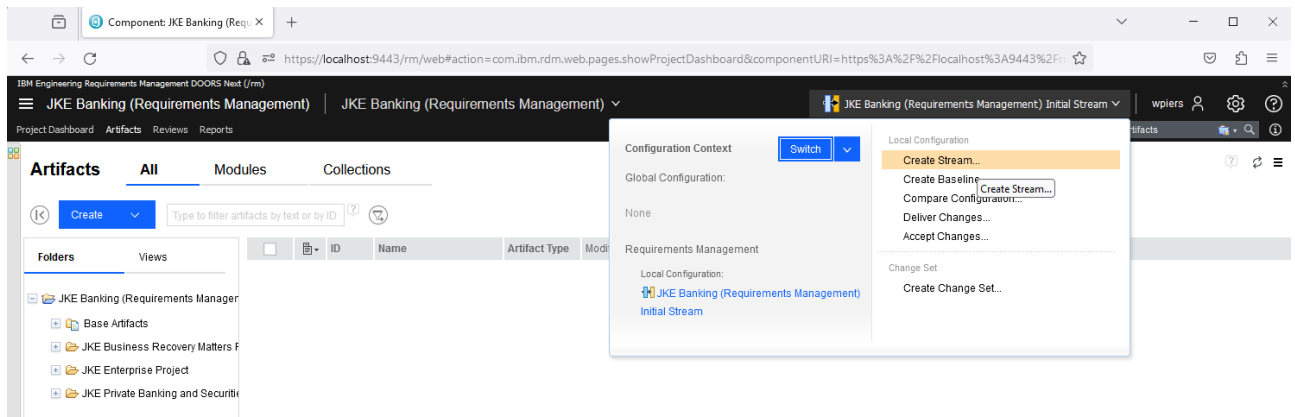 Component: JKE Banking (Requ
https://localhost:9443/rm/web#action=com.ibm.rdm.web.pages.showProjectDashboard&componentURI=https%3A%2F%2Flocalhost%3A9443%2Fr
IBM Engineering Requirements Management DOORS Next (/rm)
JKE Banking (Requirements Management) JKE Banking (Requirements Management) JKE Banking (Requirements Management) Initial Stream wpiers
Project Dashboard Artifacts Reviews Reports
tifacts
Artifacts All Modules Collections
Create
Type to filter artifacts by text or by ID
Folders Views
ID Name Artifact Type Modi
JKE Banking (Requirements Manager
Base Artifacts
JKE Business Recovery Matters F
JKE Enterprise Project
JKE Private Banking and Securitie
Configuration Context Switch
Global Configuration:
None
Requirements Management
Local Configuration:
JKE Banking (Requirements Management)
Initial Stream
Local Configuration
Create Stream...
Create Baseline
Create Stream...
Compare Configuration...
Deliver Changes...
Accept Changes...
Change Set
Create Change Set...